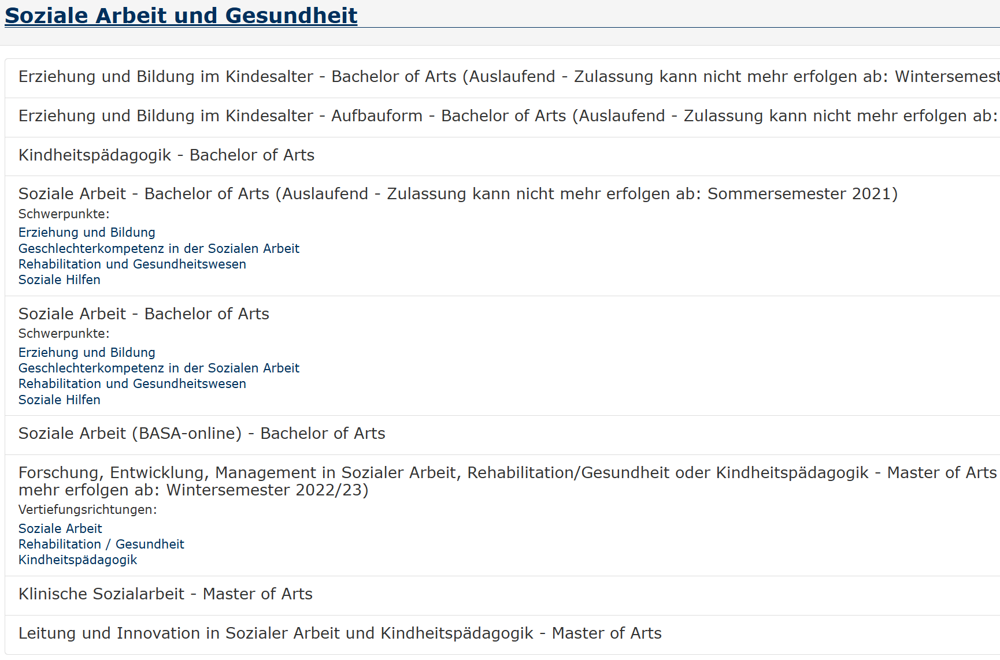 Soziale Arbeit und Gesundheit
Erziehung und Bildung im Kindesalter - Bachelor of Arts (Auslaufend - Zulassung kann nicht mehr erfolgen ab: Wintersemest
Erziehung und Bildung im Kindesalter - Aufbauform - Bachelor of Arts (Auslaufend - Zulassung kann nicht mehr erfolgen ab:
Kindheitspädagogik - Bachelor of Arts
Soziale Arbeit - Bachelor of Arts (Auslaufend - Zulassung kann nicht mehr erfolgen ab: Sommersemester 2021)
Schwerpunkte:
Erziehung und Bildung
Geschlechterkompetenz in der Sozialen Arbeit
Rehabilitation und Gesundheitswesen
Soziale Hilfen
Soziale Arbeit - Bachelor of Arts
Schwerpunkte:
Erziehung und Bildung
Geschlechterkompetenz in der Sozialen Arbeit
Rehabilitation und Gesundheitswesen
Soziale Hilfen
Soziale Arbeit (BASA-online) - Bachelor of Arts
Forschung, Entwicklung, Management in Sozialer Arbeit, Rehabilitation/Gesundheit oder Kindheitspädagogik - Master of Arts
mehr erfolgen ab: Wintersemester 2022/23)
Vertiefungsrichtungen:
Soziale Arbeit
Rehabilitation / Gesundheit
Kindheitspädagogik
Klinische Sozialarbeit - Master of Arts
Leitung und Innovation in Sozialer Arbeit und Kindheitspädagogik - Master of Arts